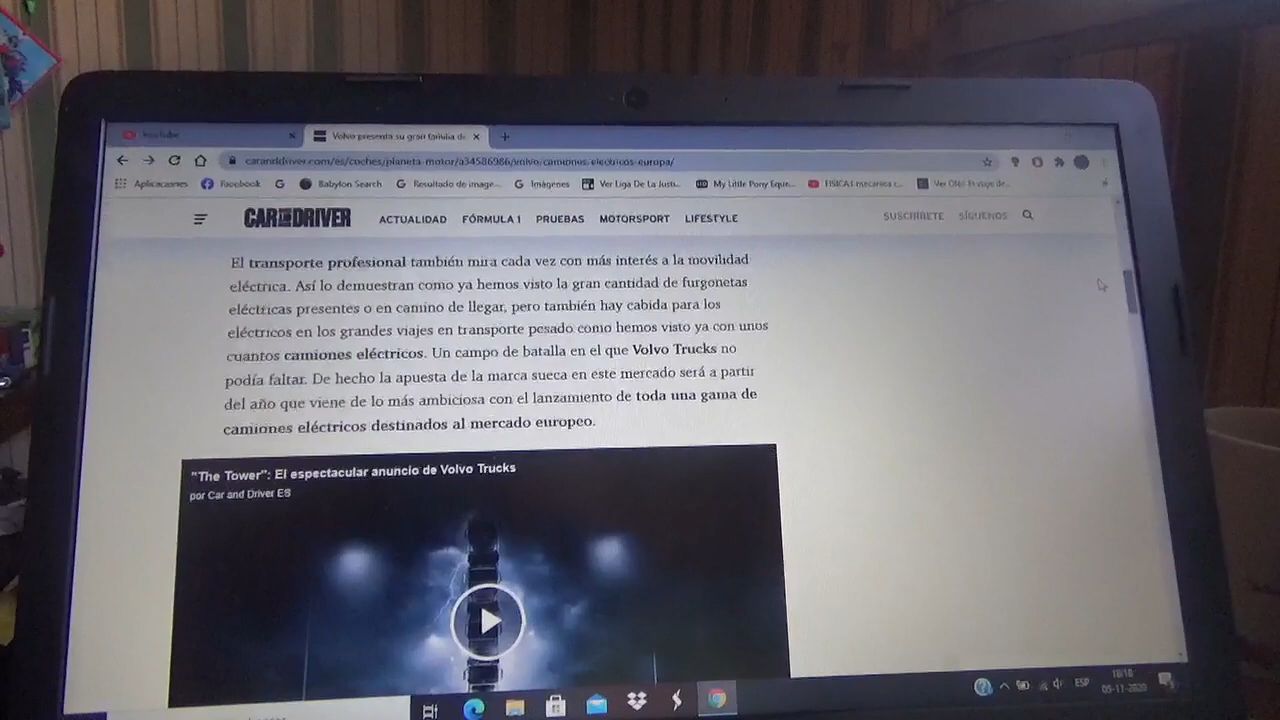 YouTube
Volvo presenta su gran familia de
caranddriver.com/es/coches/planeta-motor/a34586986/volvo-camiones-electricos-europa/
Aplicaciones Facebook Babylon Search Resultado de image... Imágenes Ver Liga De La Justi... My Little Pony Eque... FISICA I mecanica c... Ver
CAR AND DRIVER ACTUALIDAD FÓRMULA 1 PRUEBAS MOTORSPORT LIFESTYLE SUSCRÍBETE SÍGUENOS
El transporte profesional también mira cada vez con más interés a la movilidad
eléctrica. Así lo demuestran como ya hemos visto la gran cantidad de furgonetas
eléctricas presentes o en camino de llegar, pero también hay cabida para los
eléctricos en los grandes viajes en transporte pesado como hemos visto ya con unos
cuantos camiones eléctricos. Un campo de batalla en el que Volvo Trucks no
podía faltar. De hecho la apuesta de la marca sueca en este mercado será a partir
del año que viene de lo más ambiciosa con el lanzamiento de toda una gama de
camiones eléctricos destinados al mercado europeo.
"The Tower": El espectacular anuncio de Volvo Trucks
por Car and Driver ES
ESP
18:18
05-11-2020